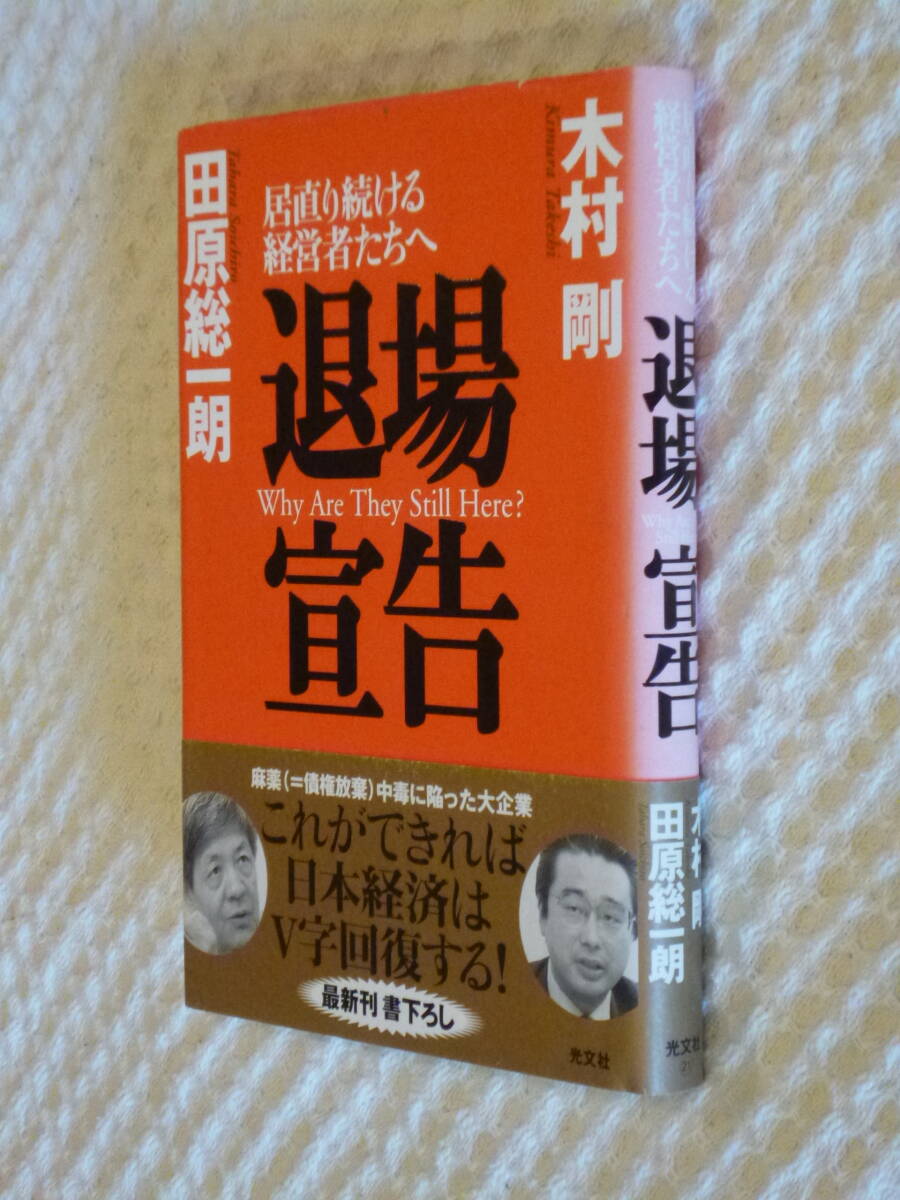 木村 剛
Kimura Takeshi
居直り続ける
経営者たちへ
退場
Why Are They Still Here?
宣告
田原総一朗
Tahara Soichiro
麻薬(=債権放棄)中毒に陥った大企業
これができれば
日本経済は
V字回復する!
最新刊 書下ろし
光文社
経営者たちへ
退場
宣告
木村 剛
田原総一朗
光文社